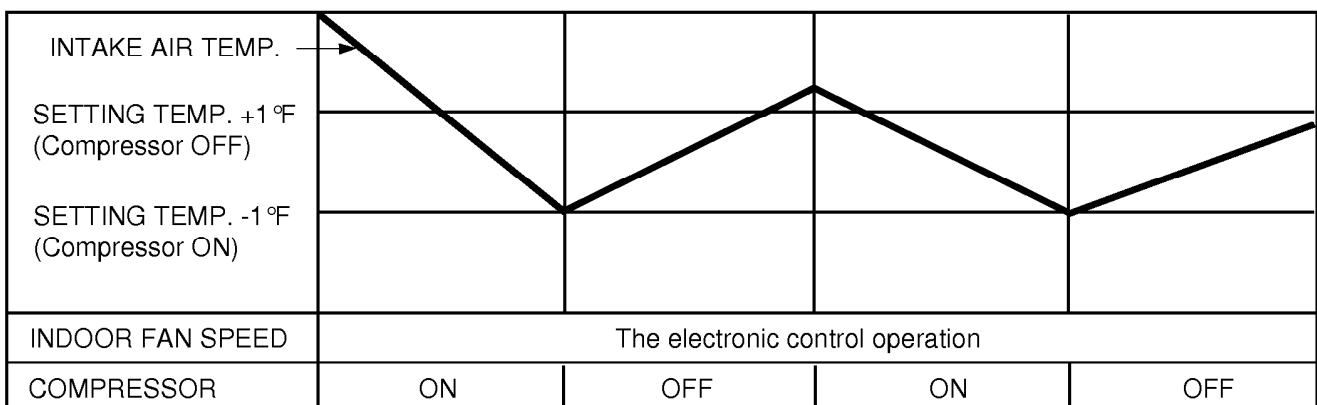 INTAKE AIR TEMP.
SETTING TEMP. +1°F
(Compressor OFF)
SETTING TEMP. -1°F
(Compressor ON)
INDOOR FAN SPEED
The electronic control operation
COMPRESSOR
ON
OFF
ON
OFF